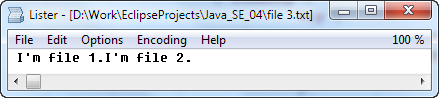 Lister - [D:\Work\EclipseProjects\Java_SE_04\file 3.txt]
File Edit Options Encoding Help 100 %
I'm file 1.I'm file 2.